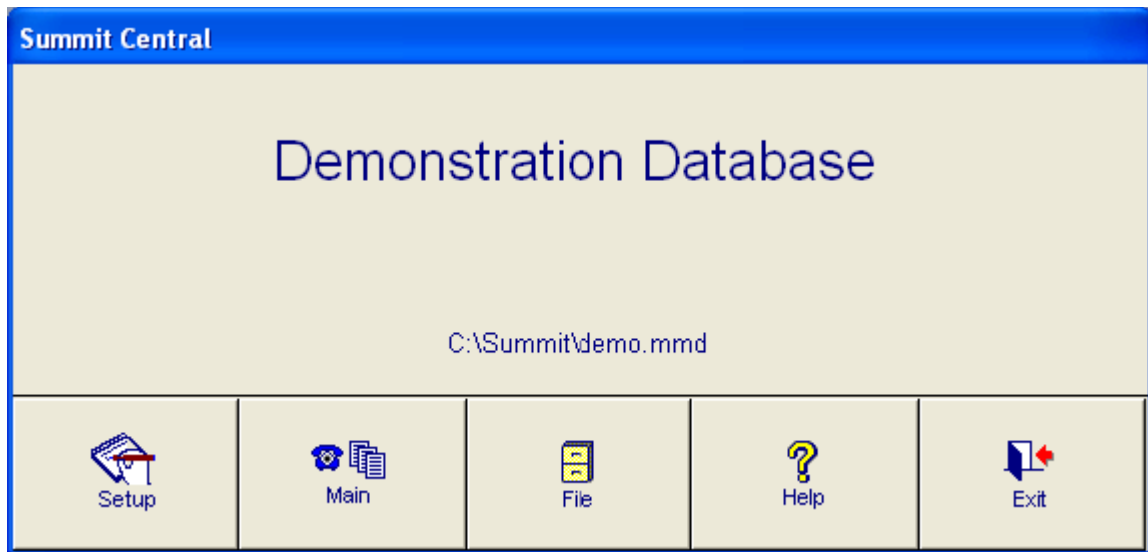 Summit Central
Demonstration Database
C:\Summit\demo.mmd
Setup
Main
File
Help
Exit